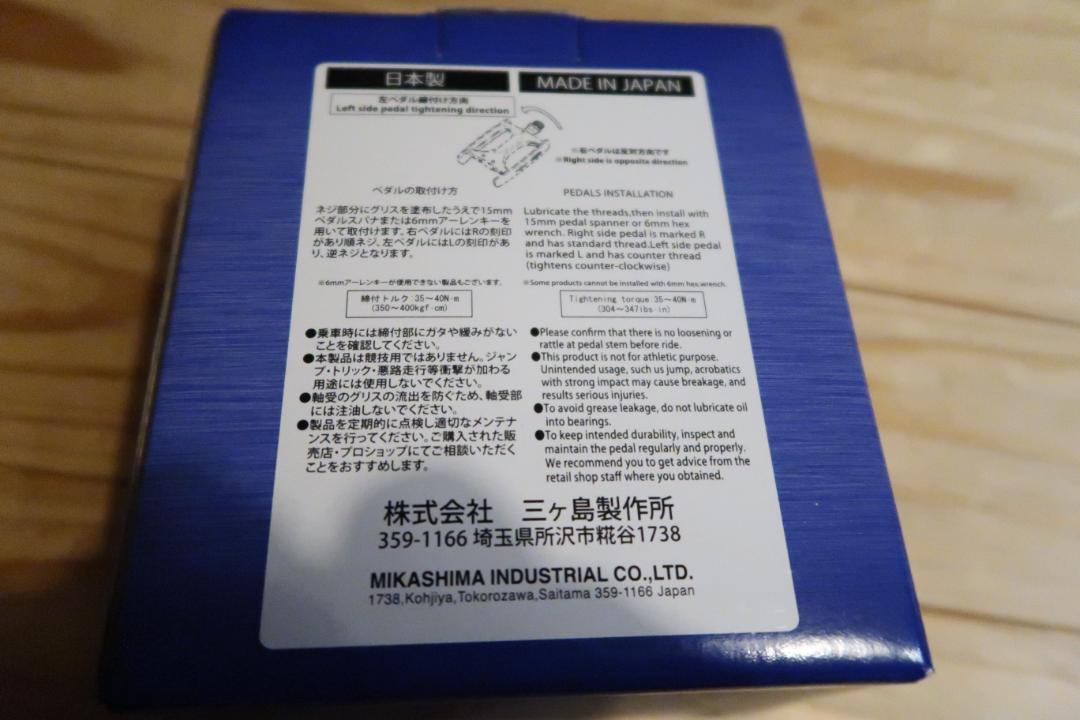 日本製
MADE IN JAPAN
左ペダル締付け方向
Left side pedal tightening direction
※右ペダルは反対方向です
※Right side is opposite direction
ペダルの取付け方
ネジ部分にグリスを塗布したうえで15mm
ペダルスパナまたは6mmアーレンキーを
用いて取付けます。右ペダルにはRの刻印
があり順ネジ、左ペダルにはLの刻印があ
り、逆ネジとなります。
※6mmアーレンキーが使用できない製品もございます。
締付トルク:35〜40N・m
(350〜400kgf・cm)
●乗車時には締付部にガタや緩みがない
ことを確認してください。
●本製品は競技用ではありません。ジャン
プ・トリック・悪路走行等衝撃が加わる
用途には使用しないでください。
●軸受のグリスの流出を防ぐため、軸受部
には注油しないでください。
●製品を定期的に点検し適切なメンテナ
ンスを行ってください。ご購入された販
売店・プロショップにてご相談いただく
ことをおすすめします。
PEDALS INSTALLATION
Lubricate the threads,then install with
15mm pedal spanner or 6mm hex
wrench. Right side pedal is marked R
and has standard thread.Left side pedal
is marked L and has counter thread
(tightens counter-clockwise)
※Some products cannot be installed with 6mm hex.wrench.
Tightening torque:35〜40N・m
(304〜347lbs・in)
●Please confirm that there is no loosening or
rattle at pedal stem before ride.
●This product is not for athletic purpose.
Unintended usage, such us jump, acrobatics
with strong impact may cause breakage, and
results serious injuries.
●To avoid grease leakage, do not lubricate oil
into bearings.
●To keep intended durability, inspect and
maintain the pedal regularly and properly.
We recommend you to get advice from the
retail shop staff where you obtained.
株式会社 三ヶ島製作所
359-1166 埼玉県所沢市糀谷1738
MIKASHIMA INDUSTRIAL CO.,LTD.
1738,Kohjiya,Tokorozawa,Saitama 359-1166 Japan